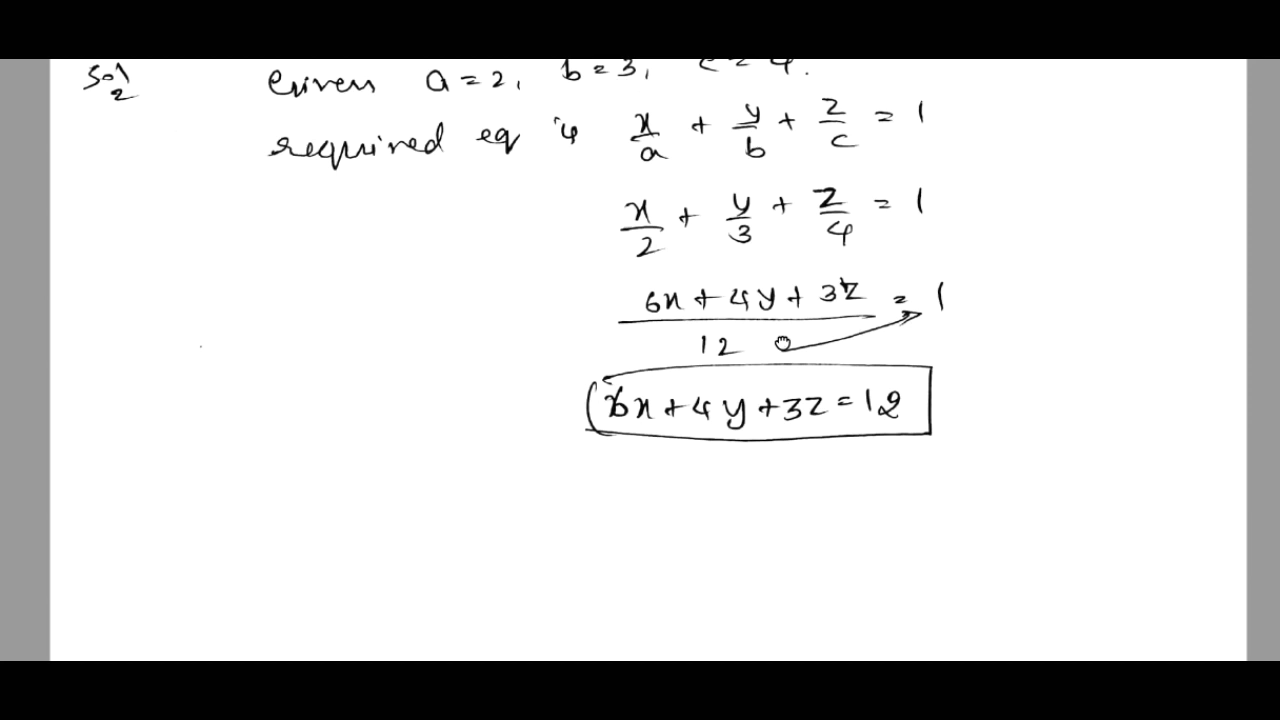 Sol 2 Given a = 2, b = 3, c = 4.
required eq is x/a + y/b + z/c = 1
x/2 + y/3 + z/4 = 1
6x + 4y + 3z / 12 = 1
6x + 4y + 3z = 12